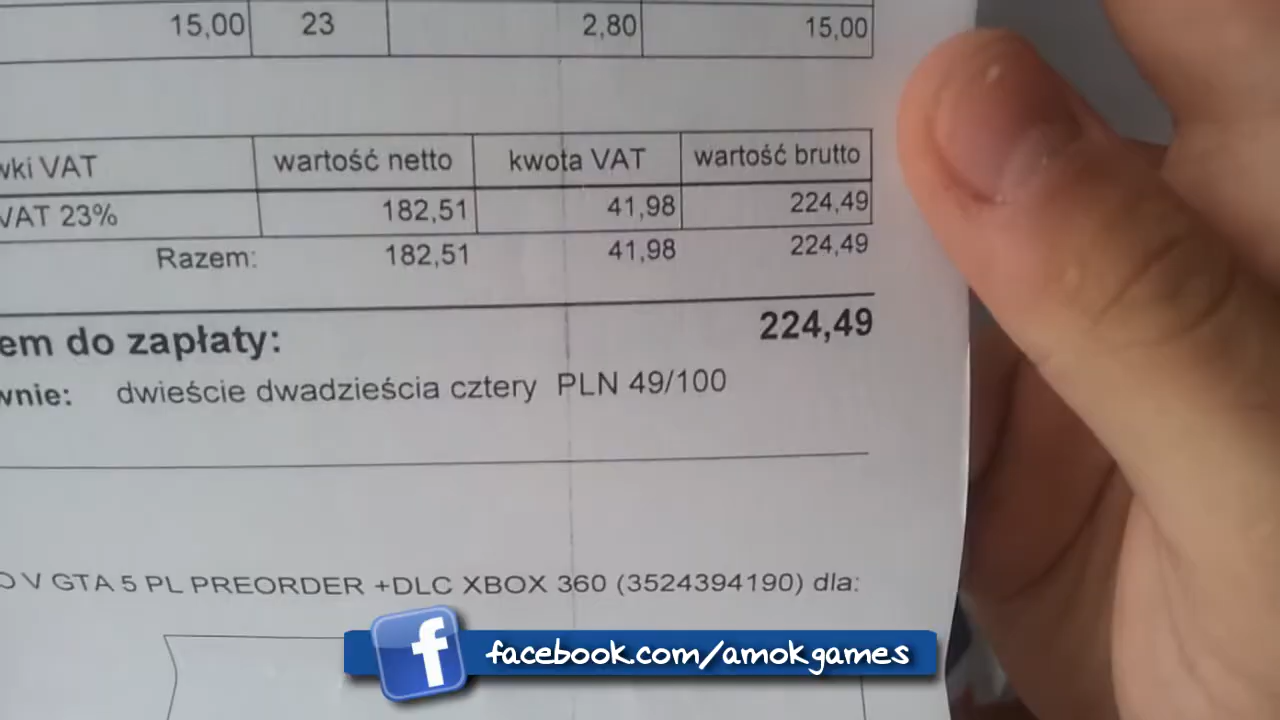 15,00 23 2,80 15,00
wki VAT wartość netto kwota VAT wartość brutto
VAT 23% 182,51 41,98 224,49
Razem: 182,51 41,98 224,49
em do zapłaty: 224,49
wnie: dwieście dwadzieścia cztery PLN 49/100
O V GTA 5 PL PREORDER +DLC XBOX 360 (3524394190) dla:
f facebook.com/amokgames